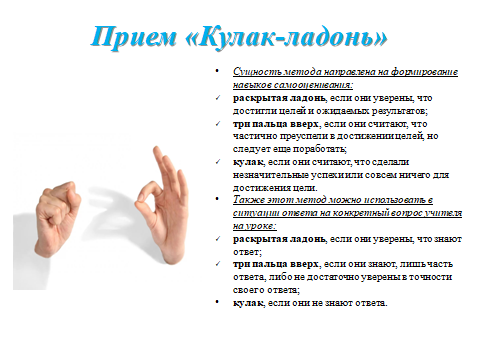 Прием «Кулак-ладонь»
• Сущность метода направлена на формирование
навыков самооценивания:
✓ раскрытая ладонь, если они уверены, что
достигли целей и ожидаемых результатов;
✓ три пальца вверх, если они считают, что
частично преуспели в достижении целей, но
следует еще поработать;
✓ кулак, если они считают, что сделали
незначительные успехи или совсем ничего для
достижения цели.
• Также этот метод можно использовать в
ситуации ответа на конкретный вопрос учителя
на уроке:
✓ раскрытая ладонь, если они уверены, что знают
ответ;
✓ три пальца вверх, если они знают, лишь часть
ответа, либо не достаточно уверены в точности
своего ответа;
• кулак, если они не знают ответа.